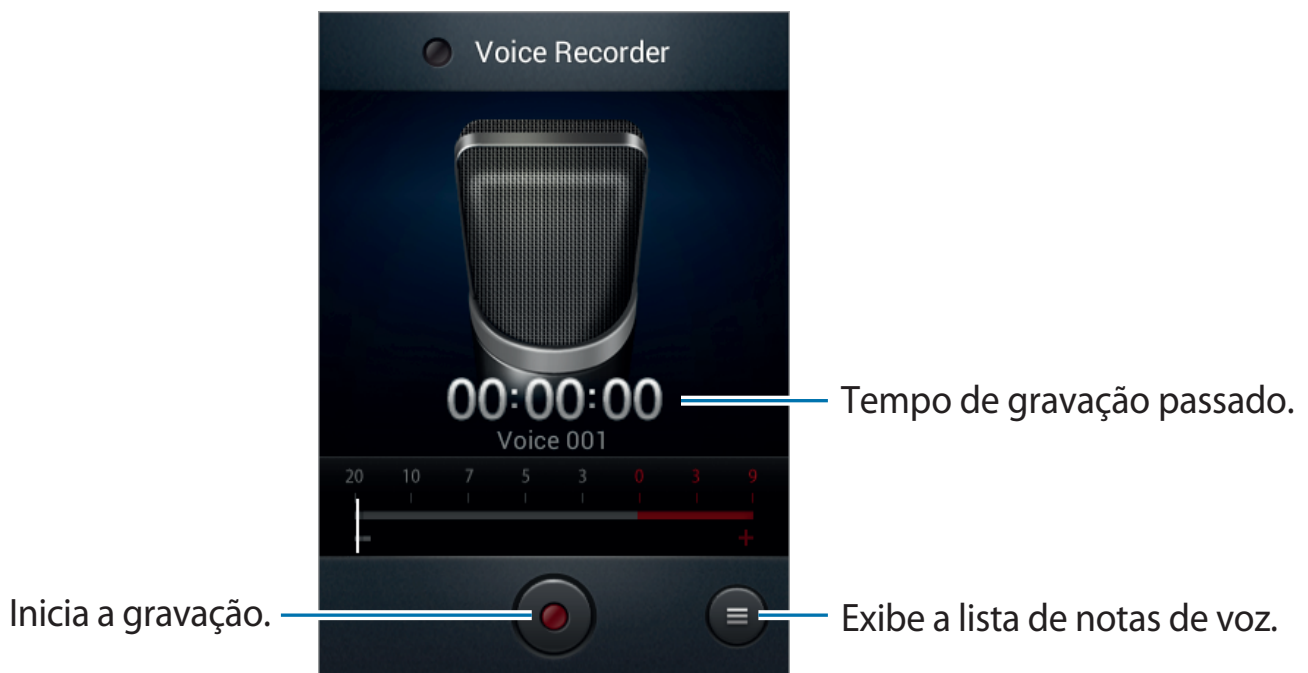 Voice Recorder
00:00:00
Tempo de gravação passado.
Voice 001
20 10 7 5 3 0 3 9
- +
Inicia a gravação.
Exibe a lista de notas de voz.